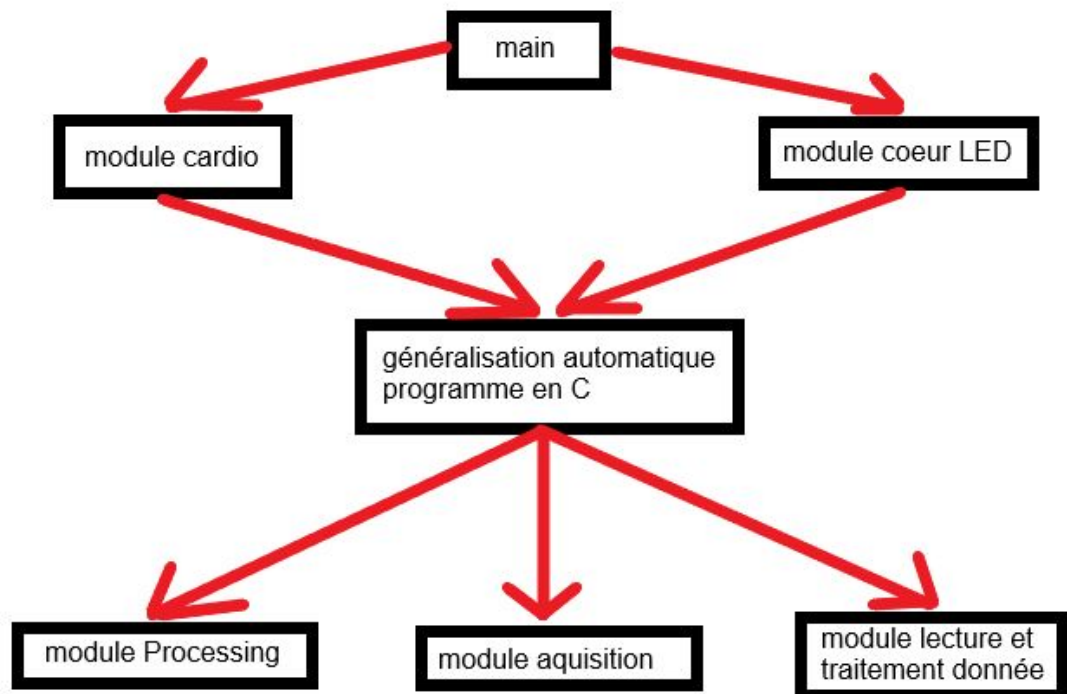 main
module cardio
module coeur LED
généralisation automatique
programme en C
module Processing
module aquisition
module lecture et
traitement donnée